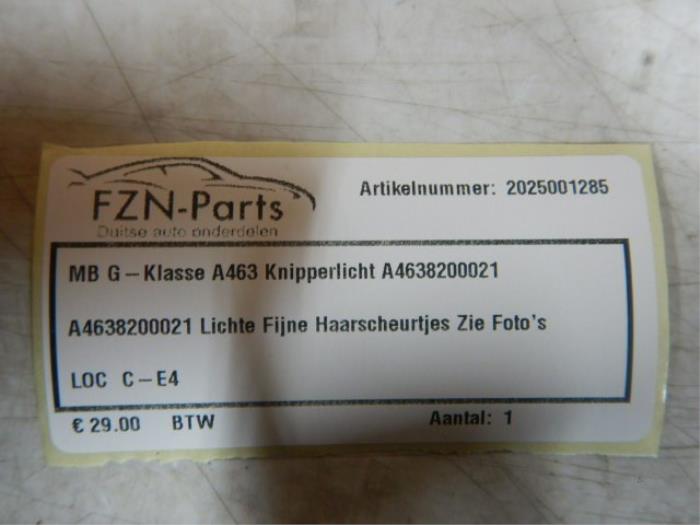 FZN-Parts
Duitse auto onderdelen
Artikelnummer: 2025001285
MB G-Klasse A463 Knipperlicht A4638200021
A4638200021 Lichte Fijne Haarscheurtjes Zie Foto's
LOC C-E4
€ 29.00 BTW
Aantal: 1